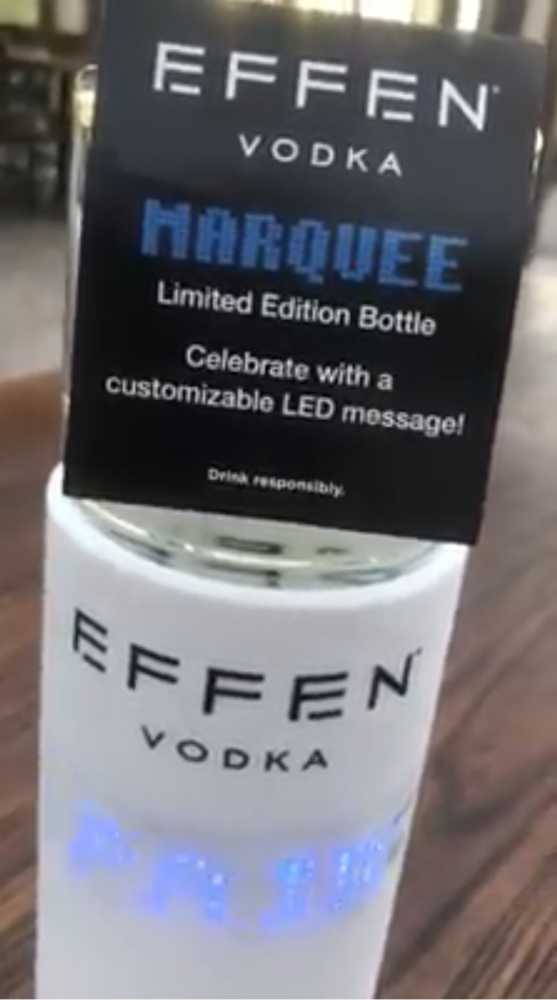 EFFEN
VODKA
MARQUEE
Limited Edition Bottle
Celebrate with a
customizable LED message!
Drink responsibly.
EFFEN
VODKA